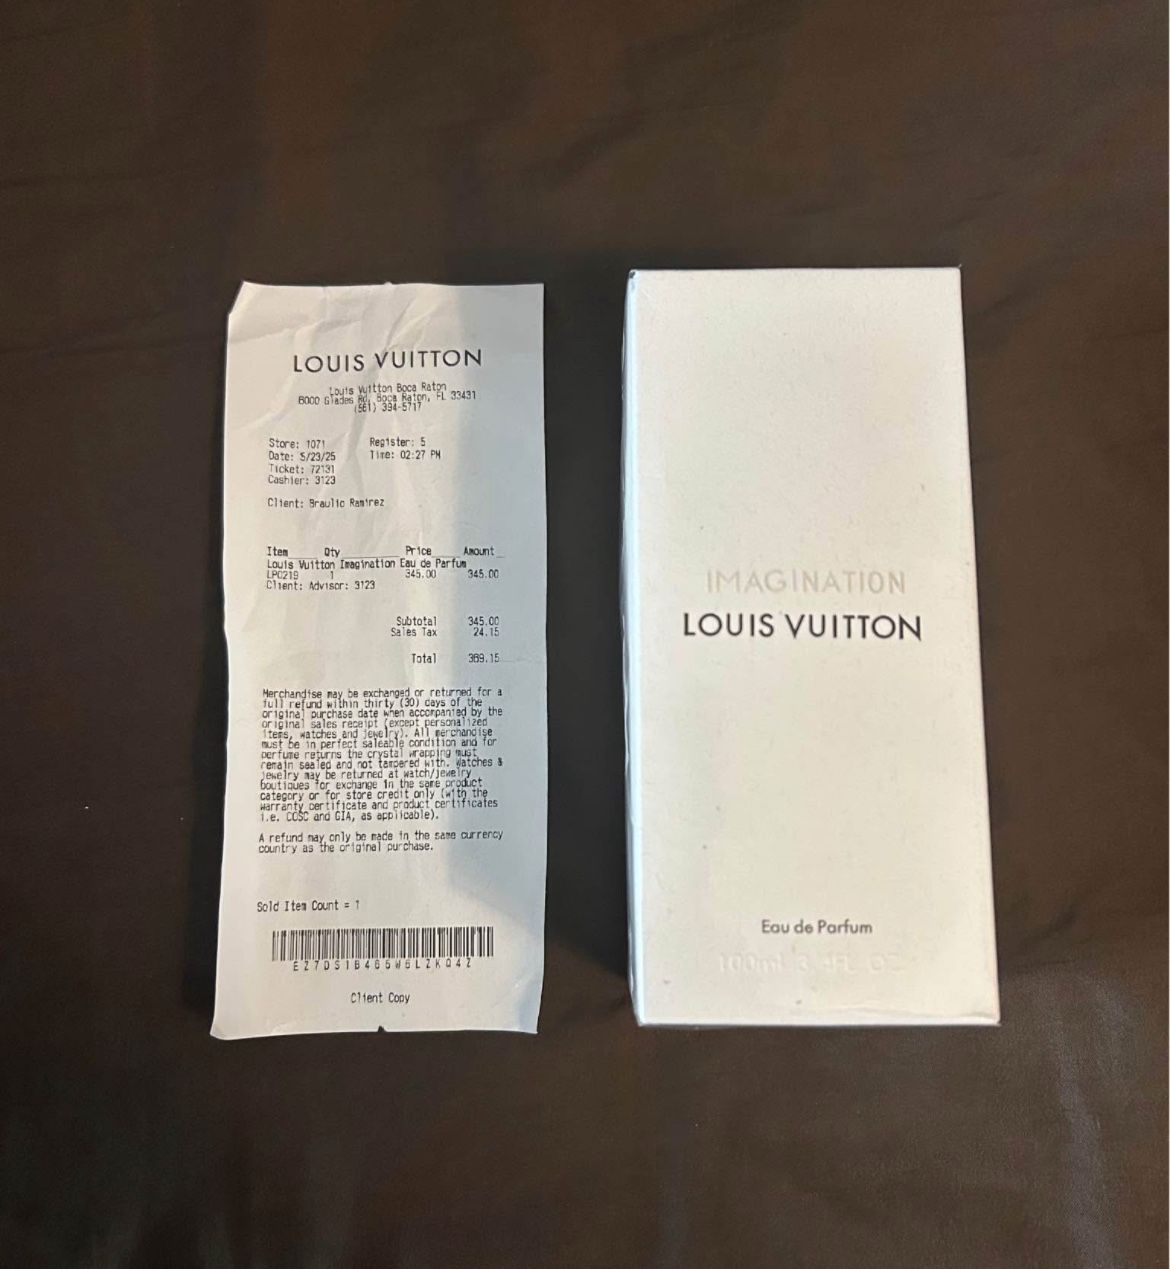 LOUIS VUITTON
Louis Vuitton Boca Raton
6000 Glades Rd, Boca Raton, FL 33431
(561) 394-5717
Store: 1071 Register: 5
Date: 5/23/25 Time: 02:27 PM
Ticket: 72131
Cashier: 3123
Client: Braulio Ramirez
Item Qty Price Amount
Louis Vuitton Imagination Eau de Parfum
LP0219 1 345.00 345.00
Client: Advisor: 3123
Subtotal 345.00
Sales Tax 24.15
Total 369.15
Merchandise may be exchanged or returned for a
full refund within thirty (30) days of the
original purchase date when accompanied by the
original sales receipt (except personalized
items, watches and jewelry). All merchandise
must be in perfect saleable condition and for
perfume returns the crystal wrapping must
remain sealed and not tampered with. Watches &
jewelry may be returned at watch/jewelry
boutiques for exchange in the same product
category or for store credit only (with the
warranty certificate and product certificates
i.e. COSC and GIA, as applicable).
A refund may only be made in the same currency
country as the original purchase.
Sold Item Count = 1
EZ7DS1B465W6LZKQ4Z
Client Copy
IMAGINATION
LOUIS VUITTON
Eau de Parfum
100ml 3.4FL OZ